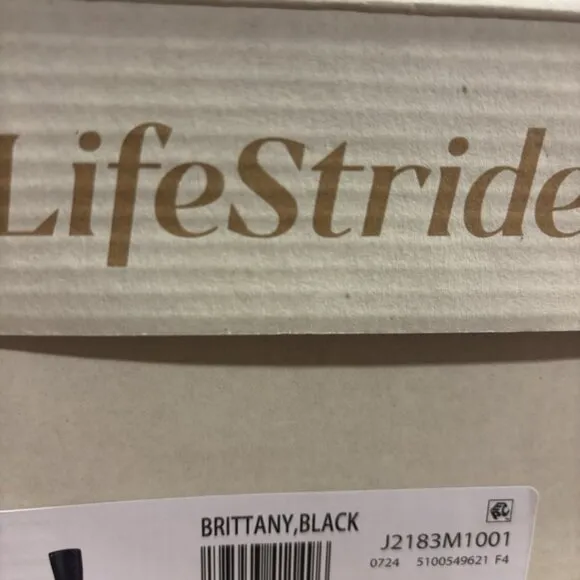 LifeStride
BRITTANY,BLACK
J2183M1001
0724 5100549621 F4